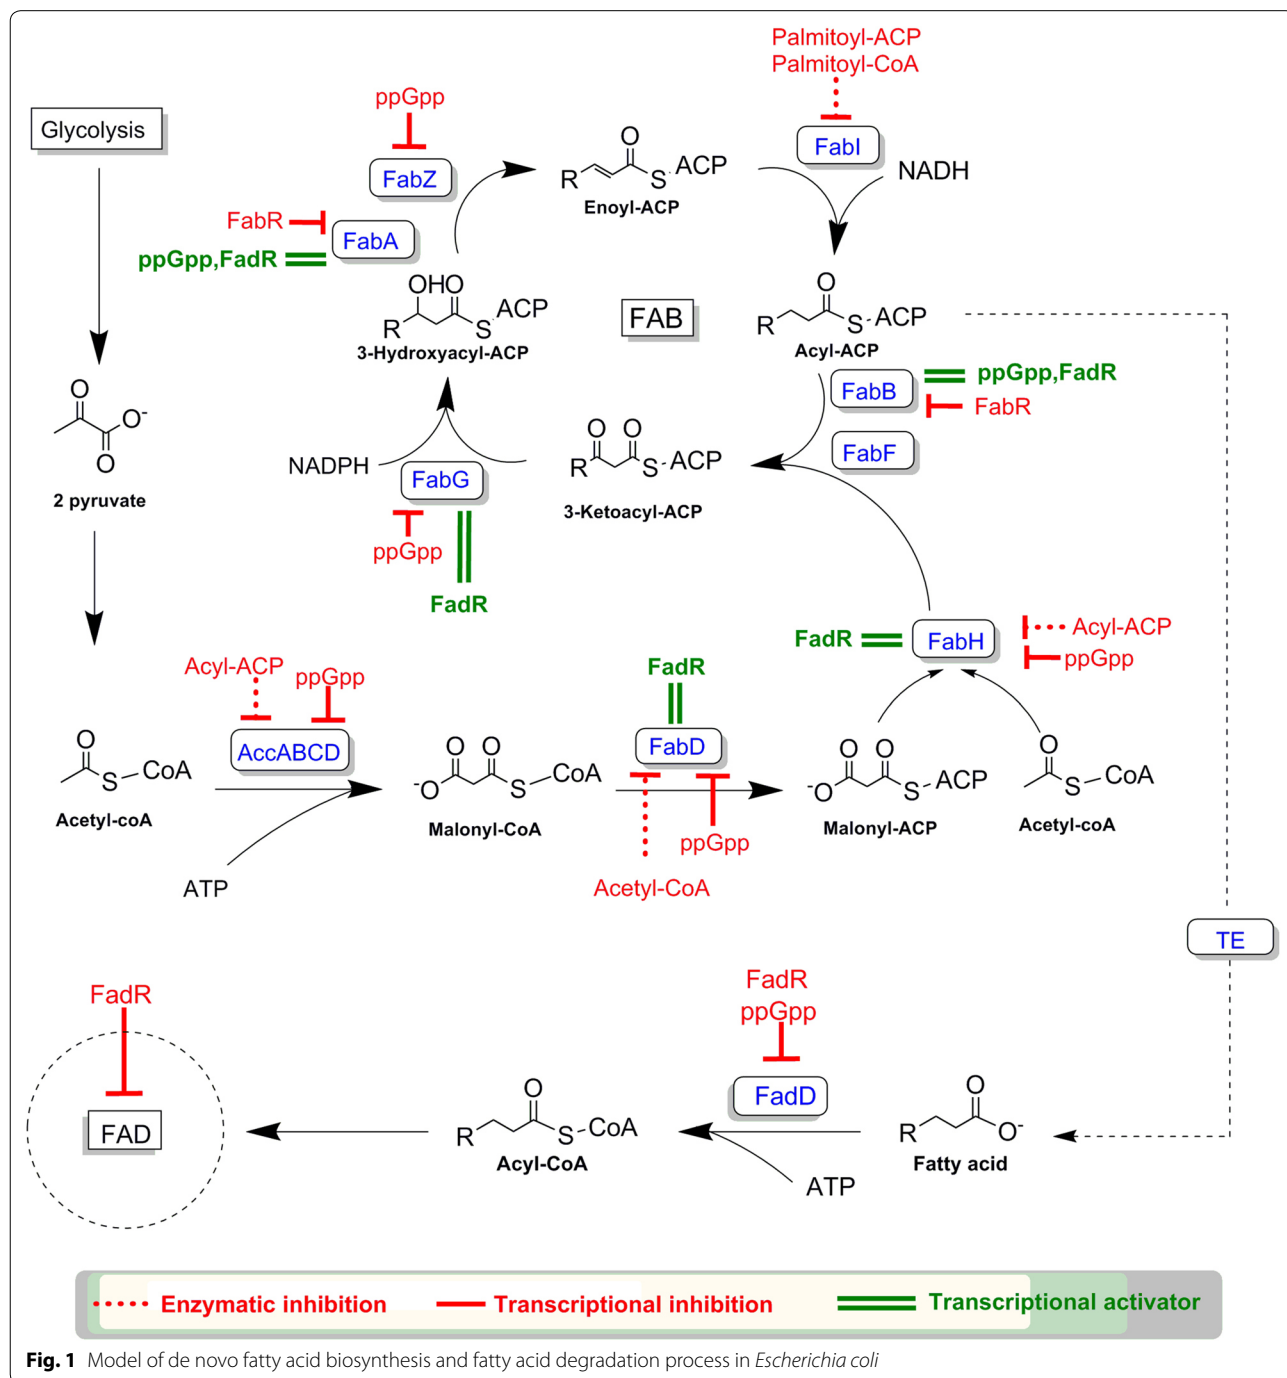 Palmitoyl-ACP
Palmitoyl-CoA
ppGpp
Glycolysis
FabI
FabZ
NADH
O
R
S
ACP
Enoyl-ACP
FabR
FabA
ppGpp,FadR
OHO
R
S
ACP
3-Hydroxyacyl-ACP
FAB
O
R
S
ACP
Acyl-ACP
FabB
ppGpp,FadR
FabR
FabF
O
O-
O
2 pyruvate
NADPH
FabG
ppGpp
FadR
O O
R
S
ACP
3-Ketoacyl-ACP
FadR
FabH
Acyl-ACP
ppGpp
Acyl-ACP
ppGpp
AccABCD
FadR
FabD
O
S
CoA
Acetyl-coA
ATP
O O
-O
S
CoA
Malonyl-CoA
ppGpp
Acetyl-CoA
O O
-O
S
ACP
Malonyl-ACP
O
S
CoA
Acetyl-coA
TE
FadR
FAD
FadR
ppGpp
FadD
O
R
S
CoA
Acyl-CoA
ATP
O
R
O-
Fatty acid
Enzymatic inhibition
Transcriptional inhibition
Transcriptional activator
Fig. 1 Model of de novo fatty acid biosynthesis and fatty acid degradation process in Escherichia coli